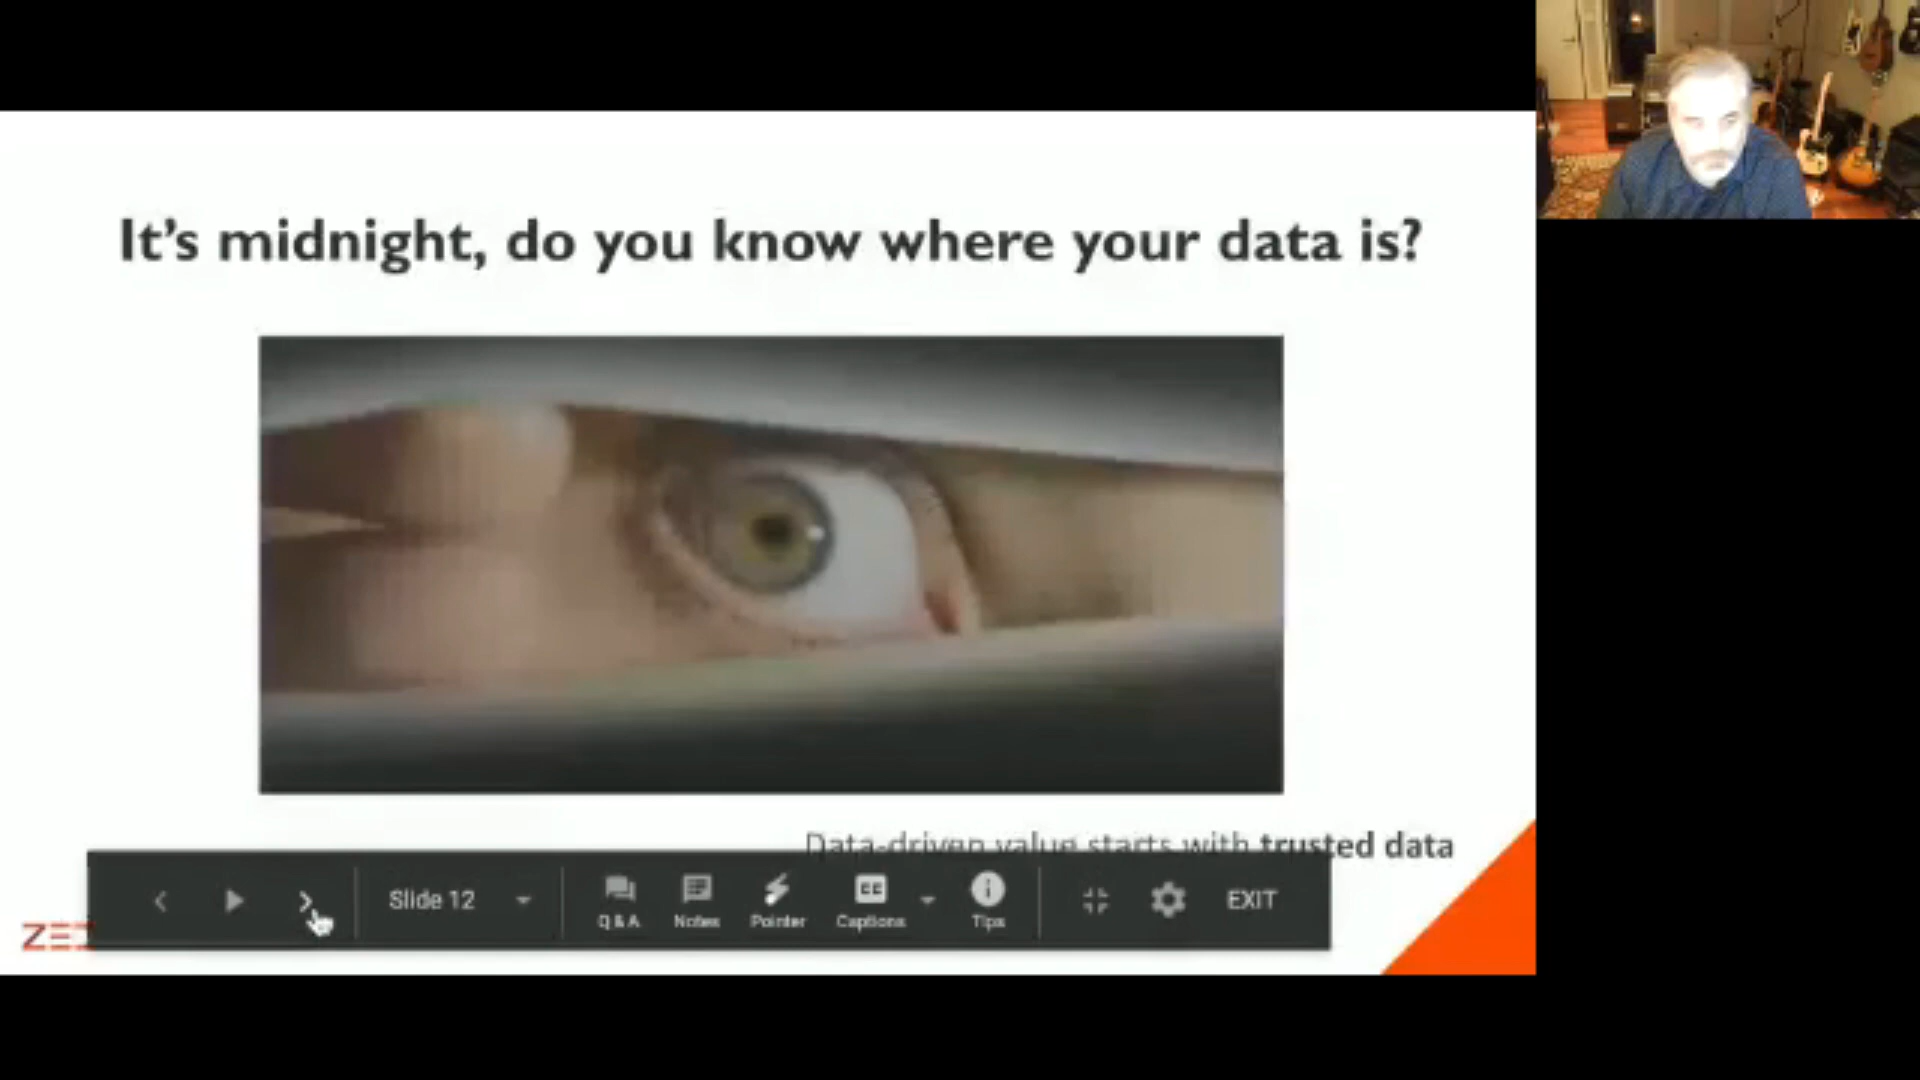 It's midnight, do you know where your data is?
Data-driven value starts with trusted data
Slide 12
Q & A
Notes
Pointer
CC
Captions
Tips
EXIT